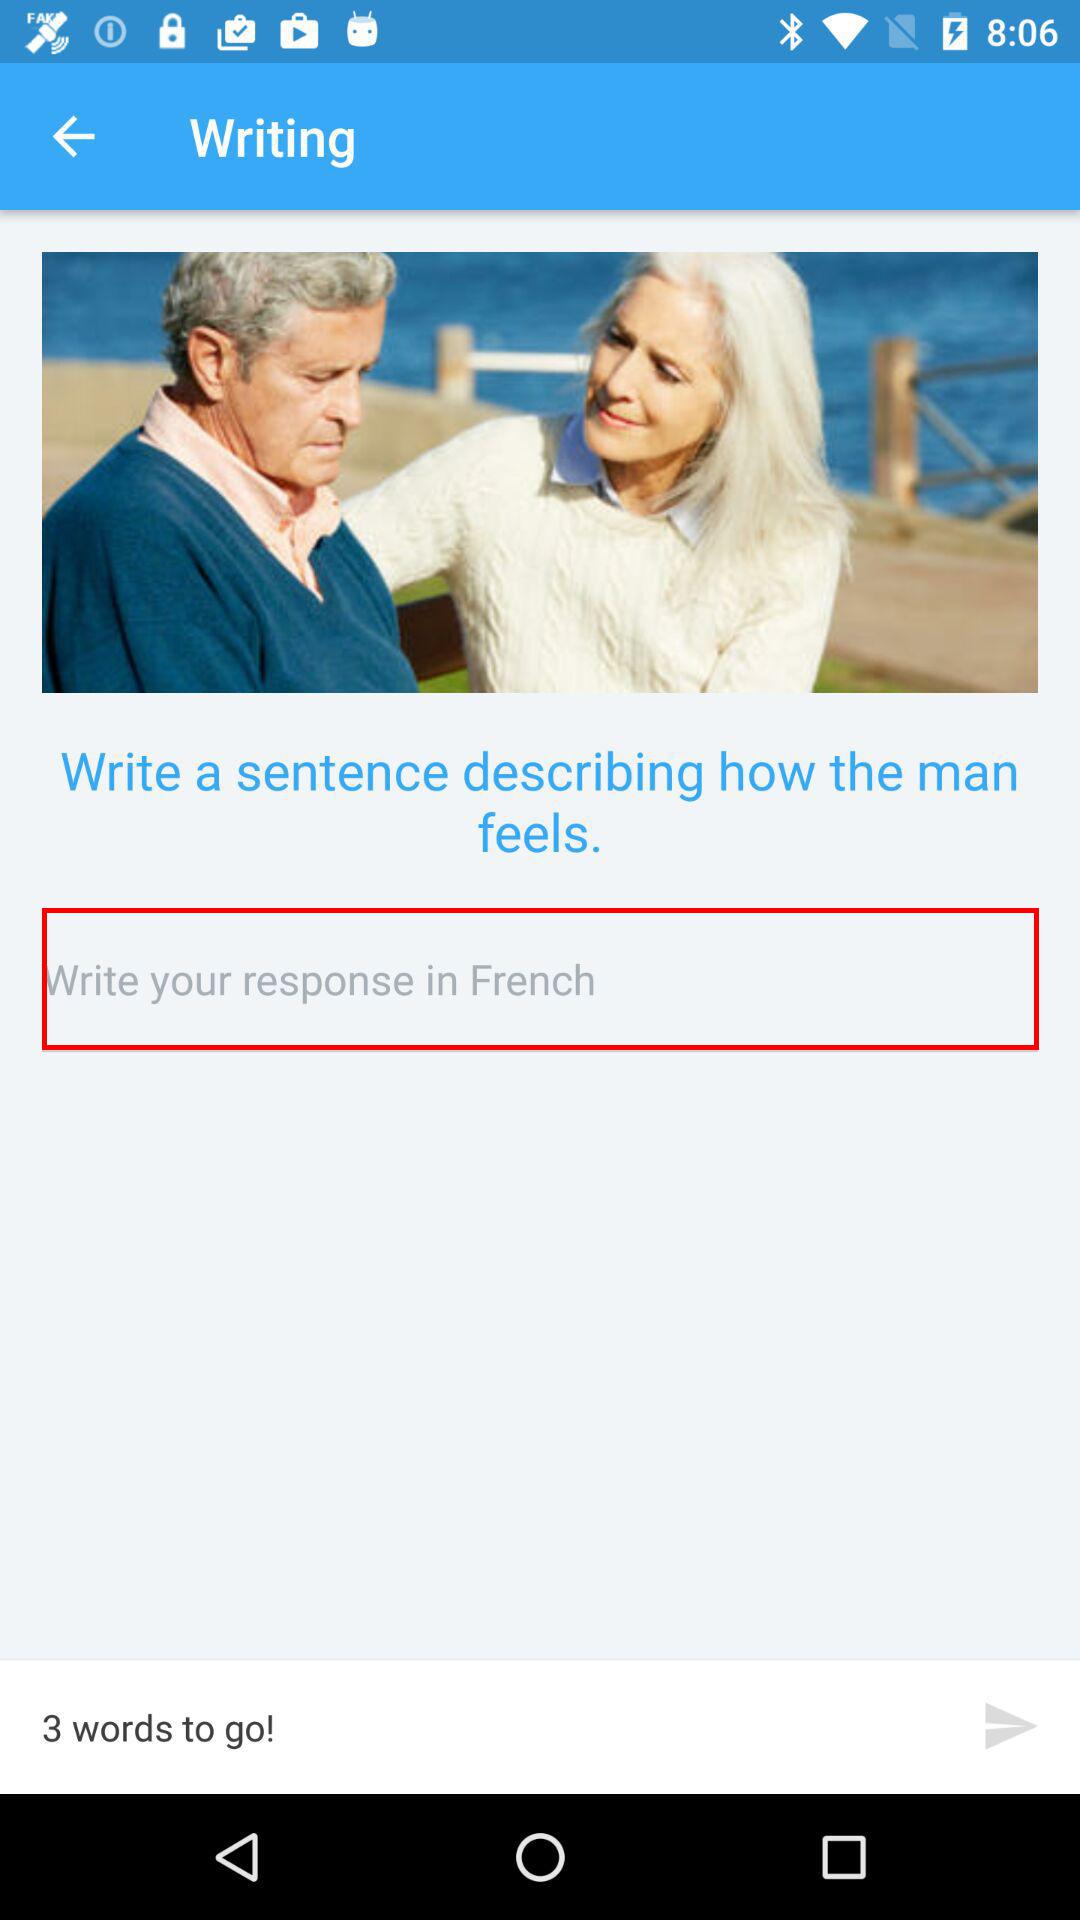 FAKE
8:06
Writing
Write a sentence describing how the man
feels.
Write your response in French
3 words to go!